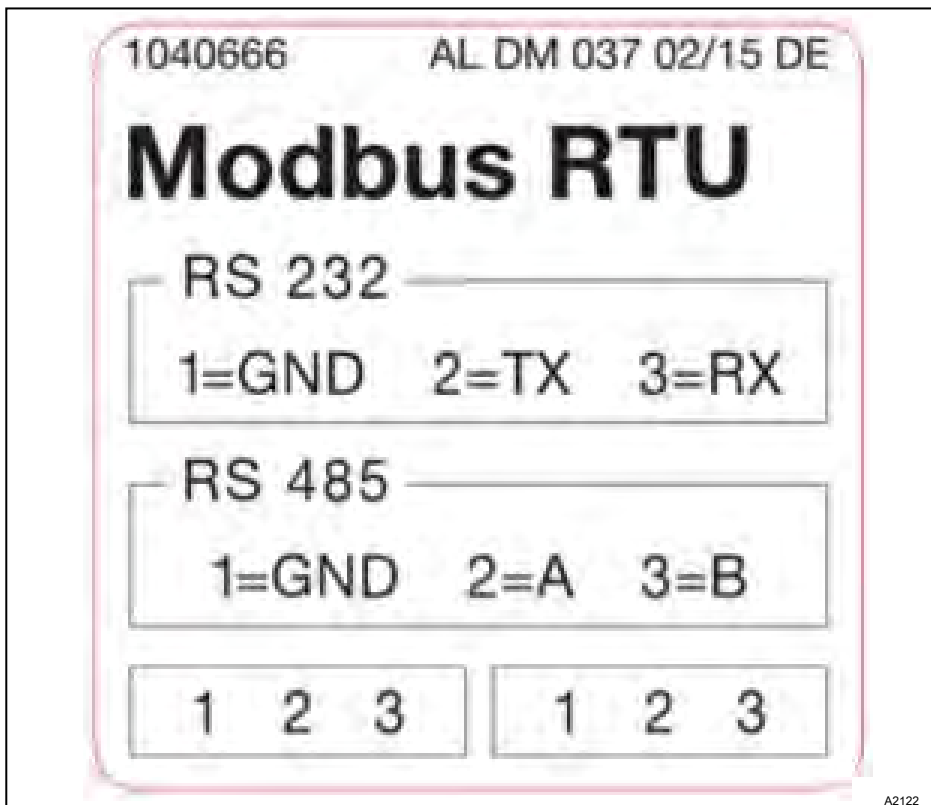 1040666 AL DM 037 02/15 DE
Modbus RTU
RS 232
1=GND 2=TX 3=RX
RS 485
1=GND 2=A 3=B
1 2 3 1 2 3
A2122